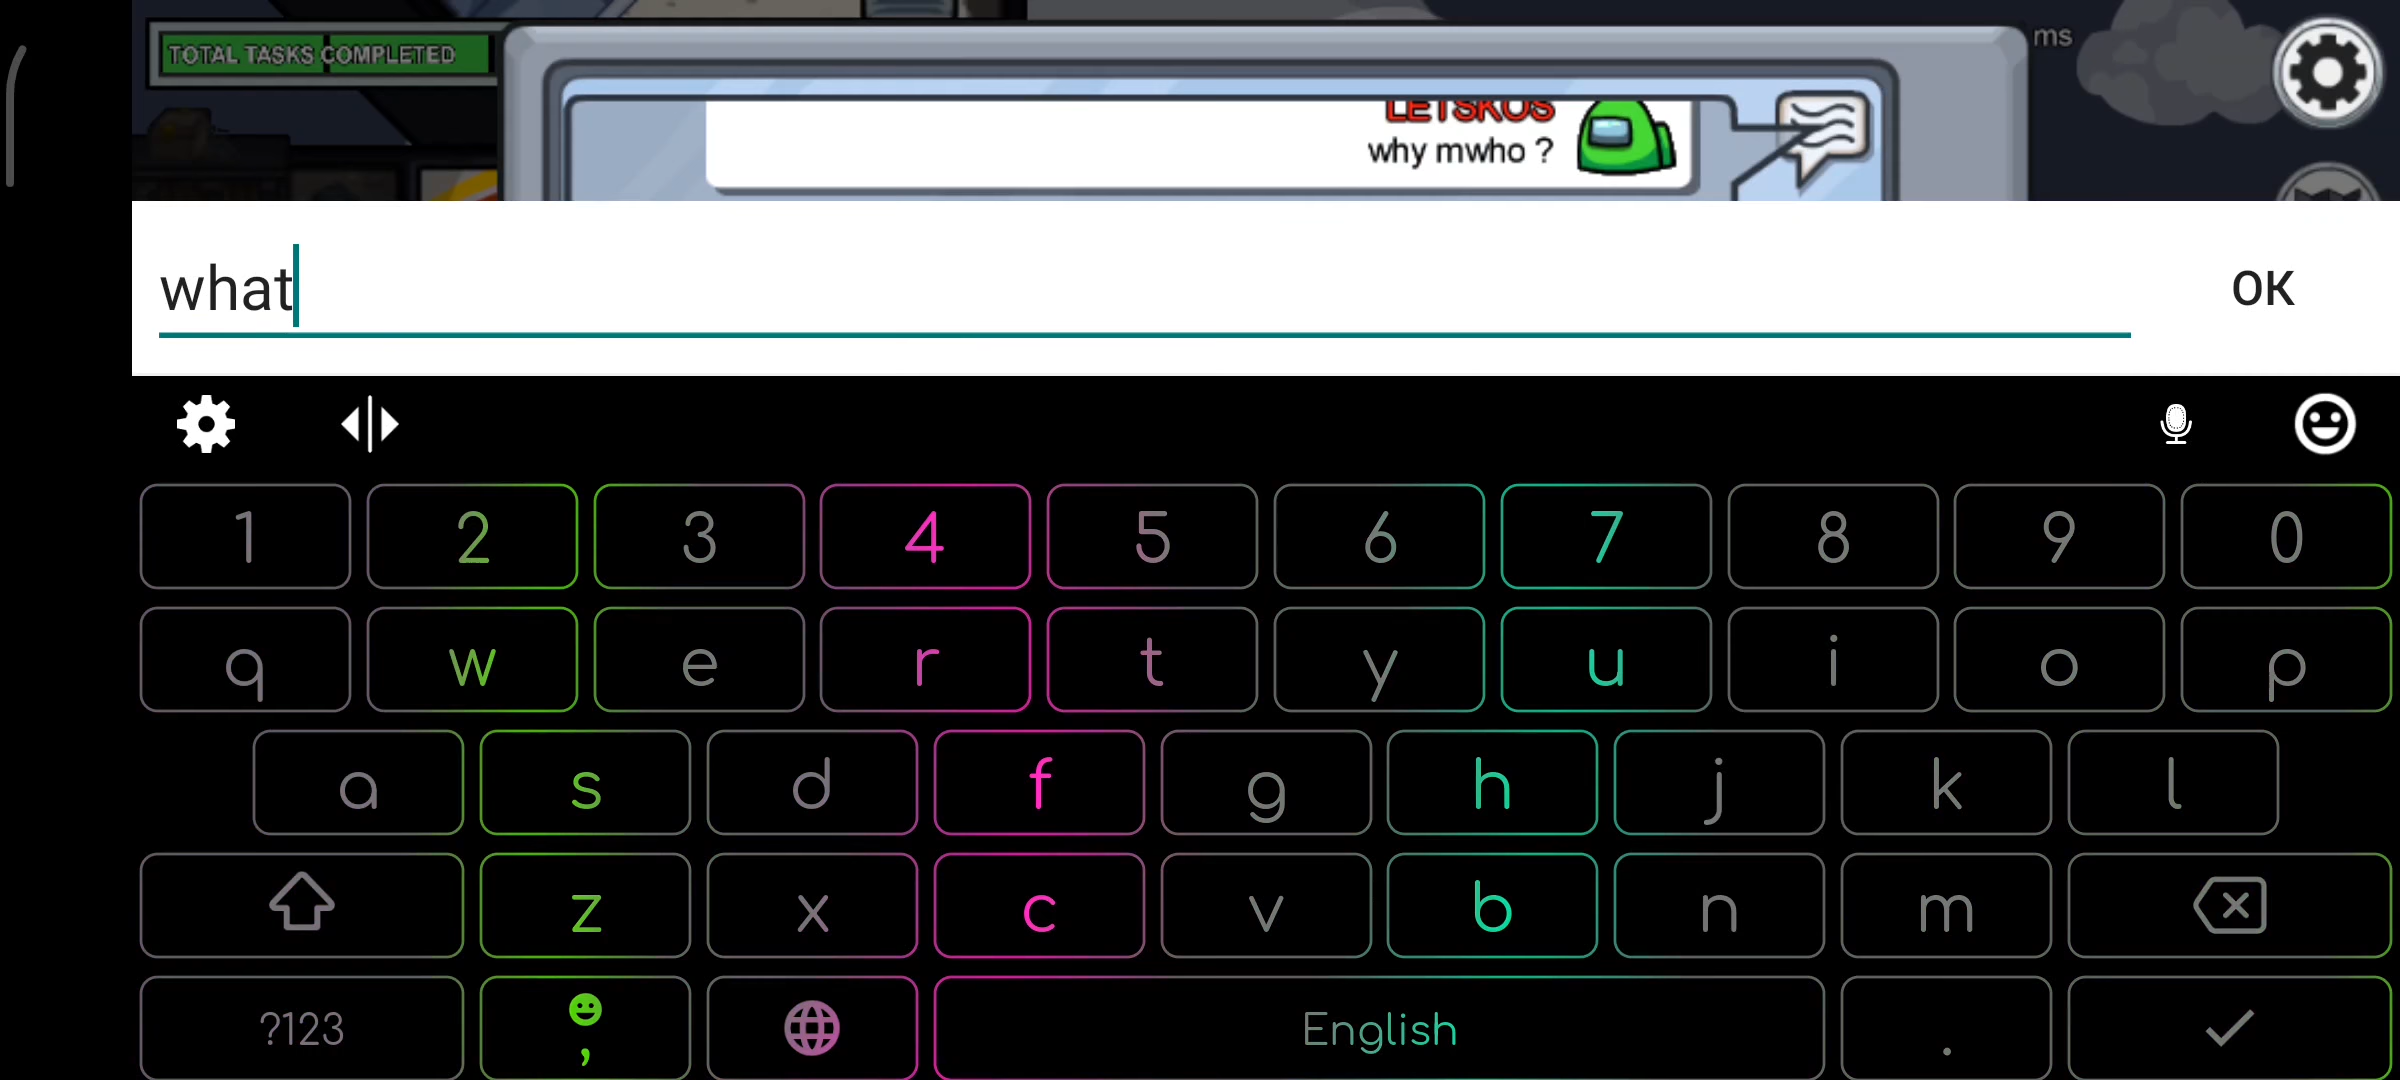 TOTAL TASKS COMPLETED
ms
LETSKOS
why mwho ?
what
OK
1 2 3 4 5 6 7 8 9 0
q w e r t y u i o p
a s d f g h j k l
z x c v b n m
?123 , English .